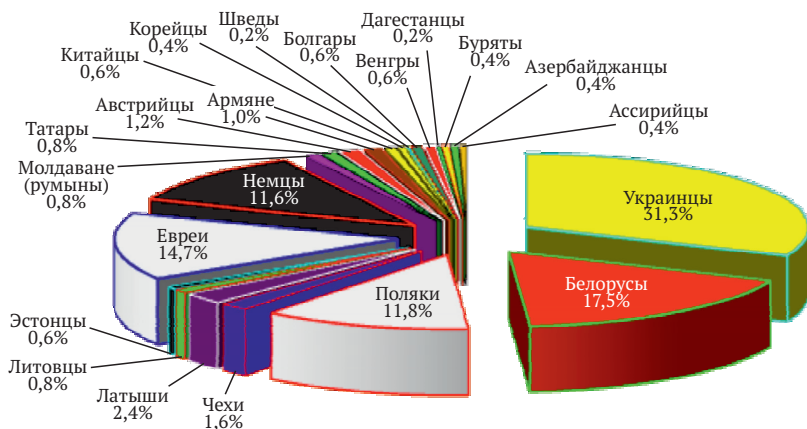 Шведы
0,2%
Дагестанцы
0,2%
Корейцы
0,4%
Болгары
0,6%
Буряты
0,4%
Китайцы
0,6%
Венгры
0,6%
Азербайджанцы
0,4%
Австрийцы
1,2%
Армяне
1,0%
Ассирийцы
0,4%
Татары
0,8%
Молдаване
(румыны)
0,8%
Немцы
11,6%
Украинцы
31,3%
Евреи
14,7%
Белорусы
17,5%
Поляки
11,8%
Эстонцы
0,6%
Литовцы
0,8%
Латыши
2,4%
Чехи
1,6%